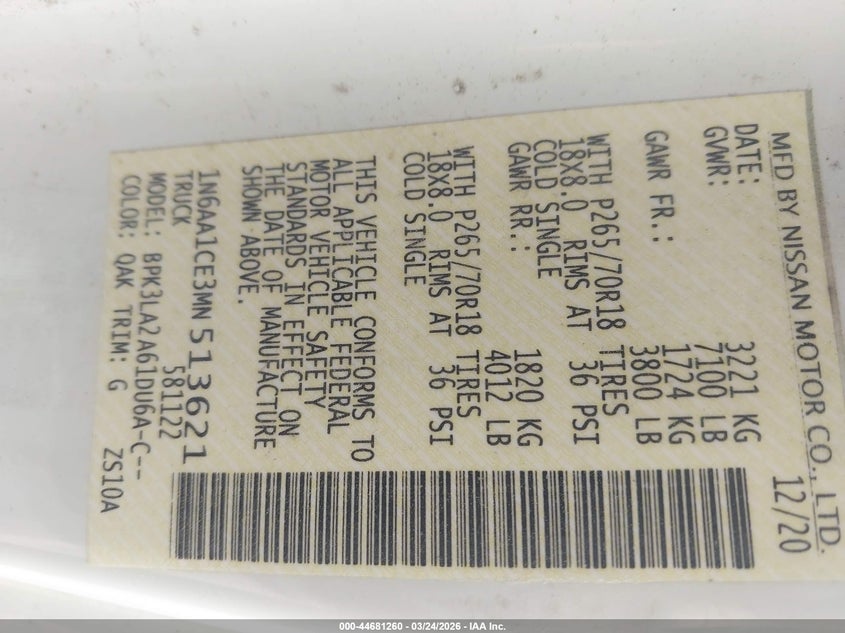 MFD BY NISSAN MOTOR CO., LTD.
DATE: 12/20
GVWR: 3221 KG
7100 LB
GAWR FR.: 1724 KG
3800 LB
WITH P265/70R18 TIRES
18X8.0 RIMS AT 36 PSI
COLD SINGLE
GAWR RR.: 1820 KG
4012 LB
WITH P265/70R18 TIRES
18X8.0 RIMS AT 36 PSI
COLD SINGLE
THIS VEHICLE CONFORMS TO
ALL APPLICABLE FEDERAL
MOTOR VEHICLE SAFETY
STANDARDS IN EFFECT ON
THE DATE OF MANUFACTURE
SHOWN ABOVE.
1N6AA1CE3MN513621
TRUCK 581122
MODEL: BPK3LA2A61DU6A-C--
COLOR: QAK TRIM: G ZS10A
000-44681260 - 03/24/2026 - IAA Inc.